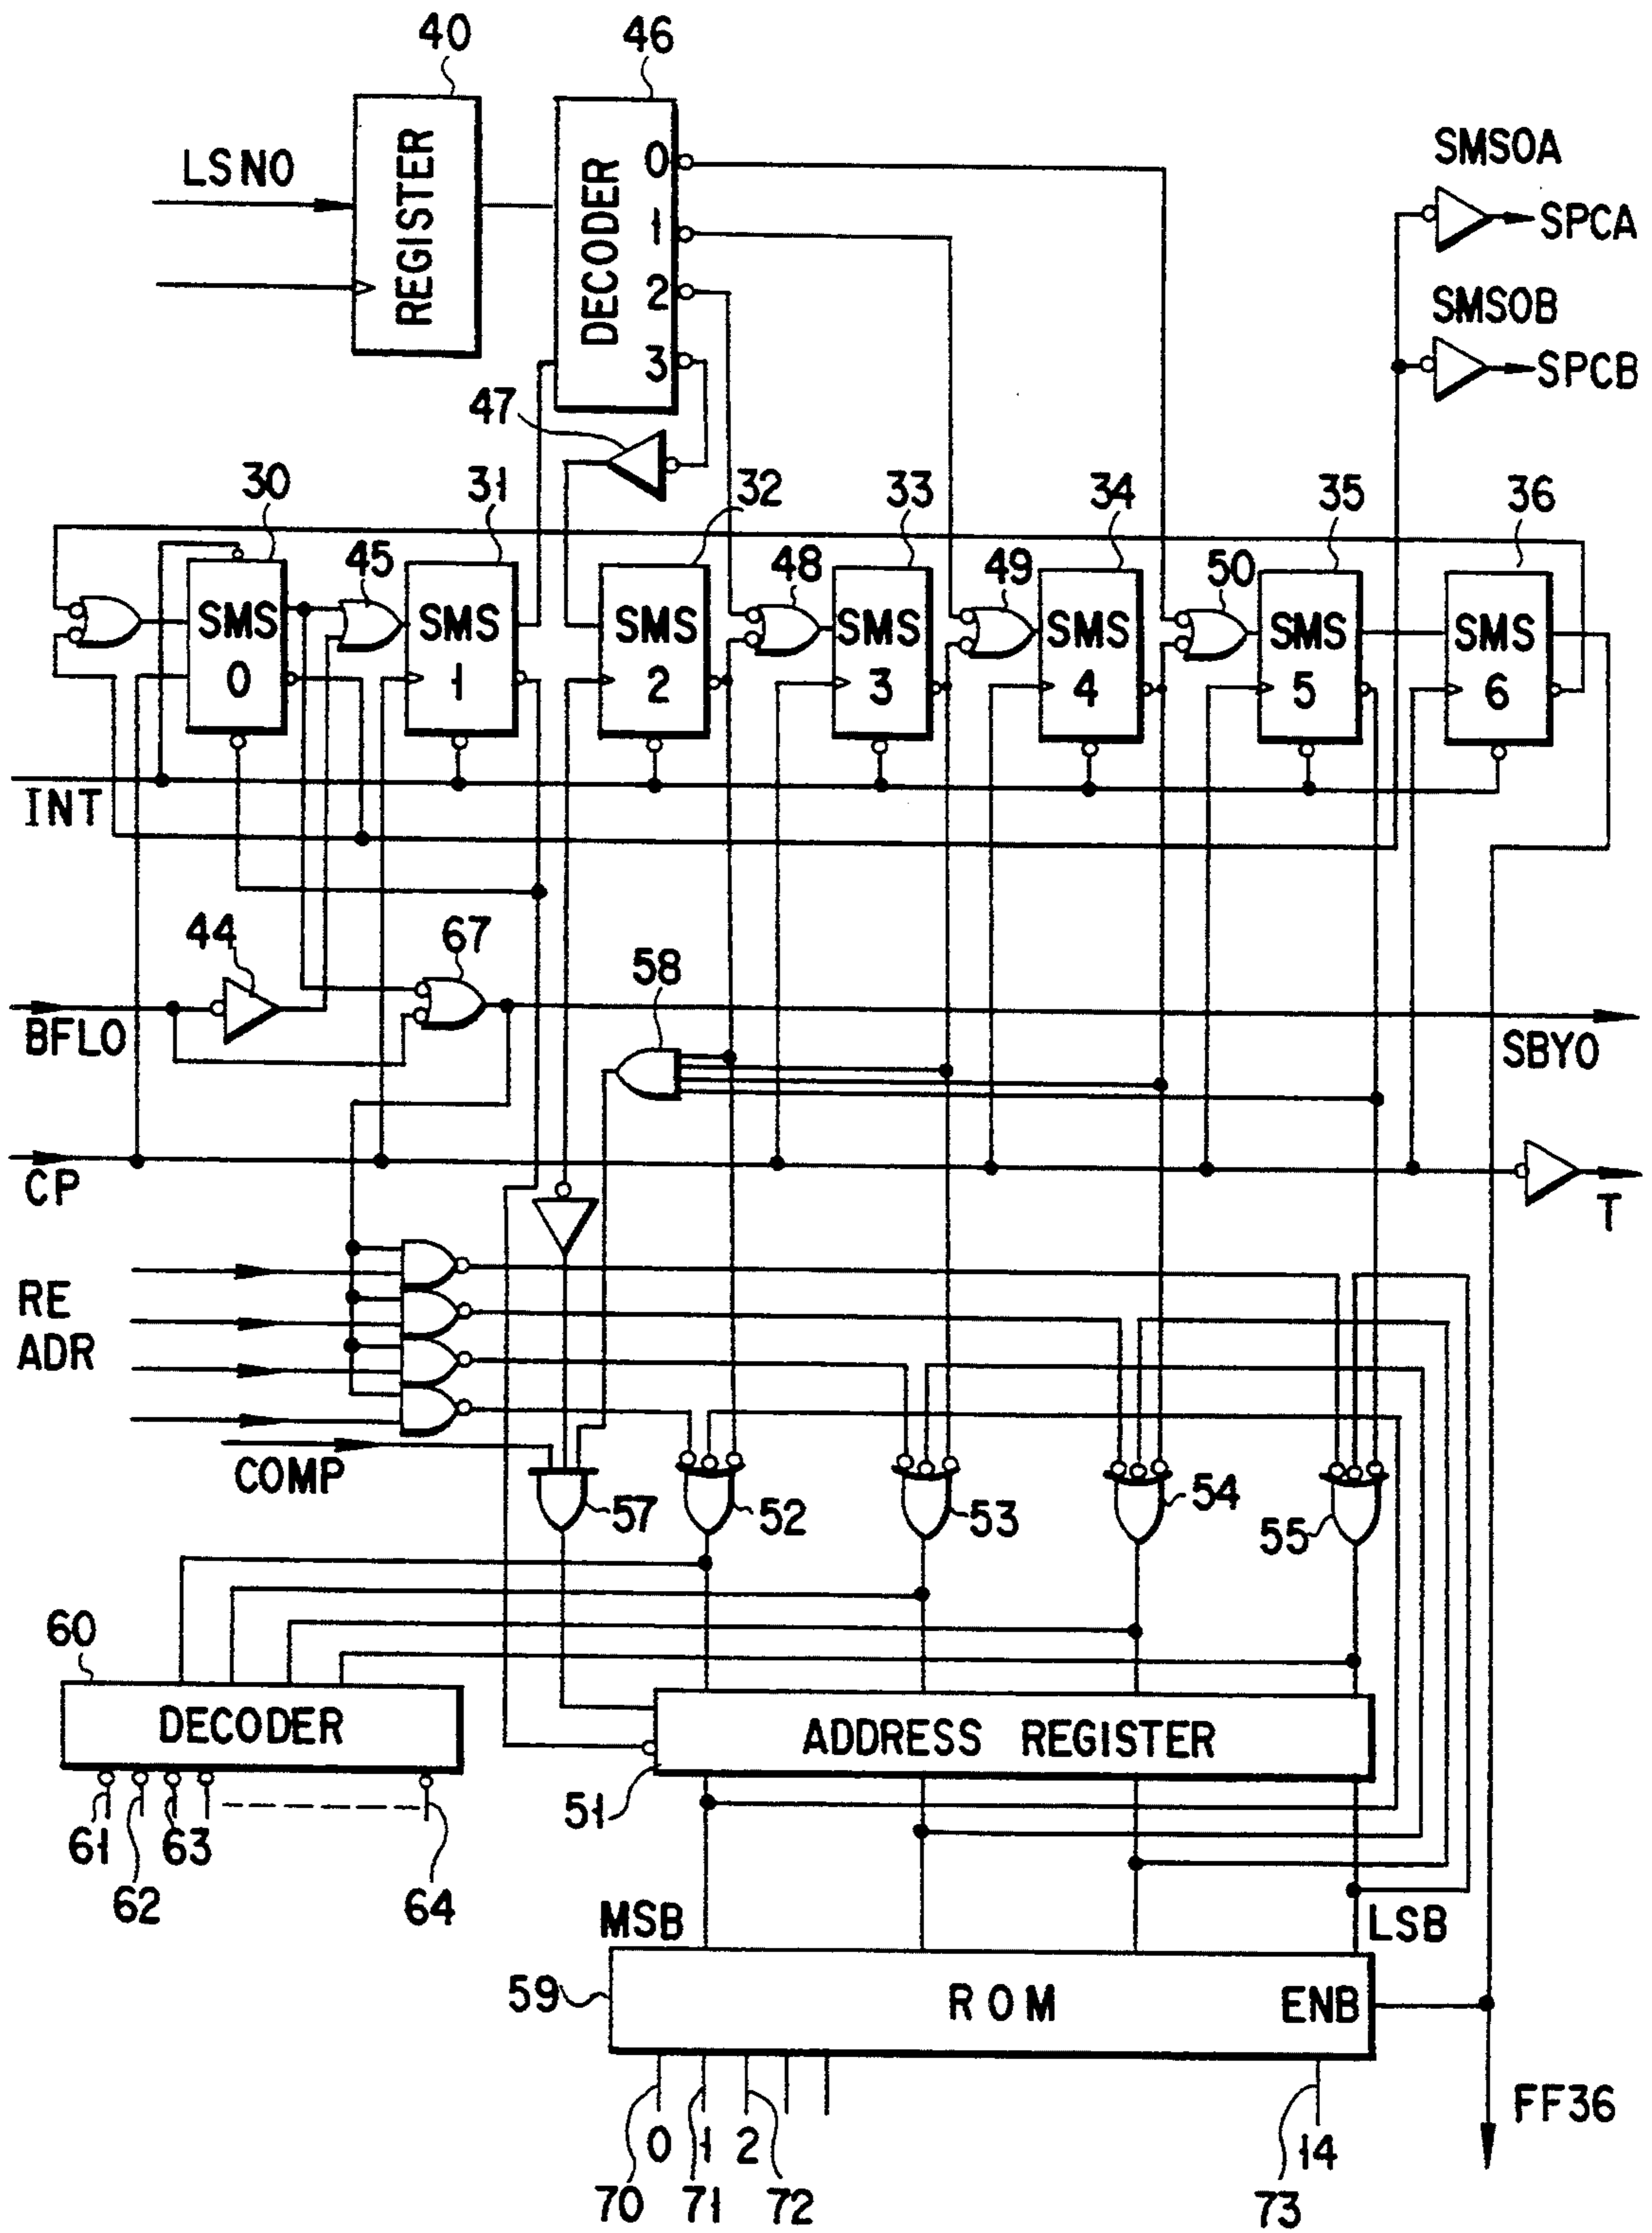 40
46
LSNO
REGISTER
DECODER
0
1
2
3
SMSOA
SPCA
SMSOB
SPCB
47
30
31
32
33
34
35
36
45
48
49
50
SMS
0
SMS
1
SMS
2
SMS
3
SMS
4
SMS
5
SMS
6
INT
44
67
58
BFLO
SBYO
CP
T
RE
ADR
COMP
57
52
53
54
55
60
DECODER
ADDRESS REGISTER
51
61
62
63
64
MSB
LSB
59
ROM
ENB
0
1
2
14
70
71
72
73
FF36